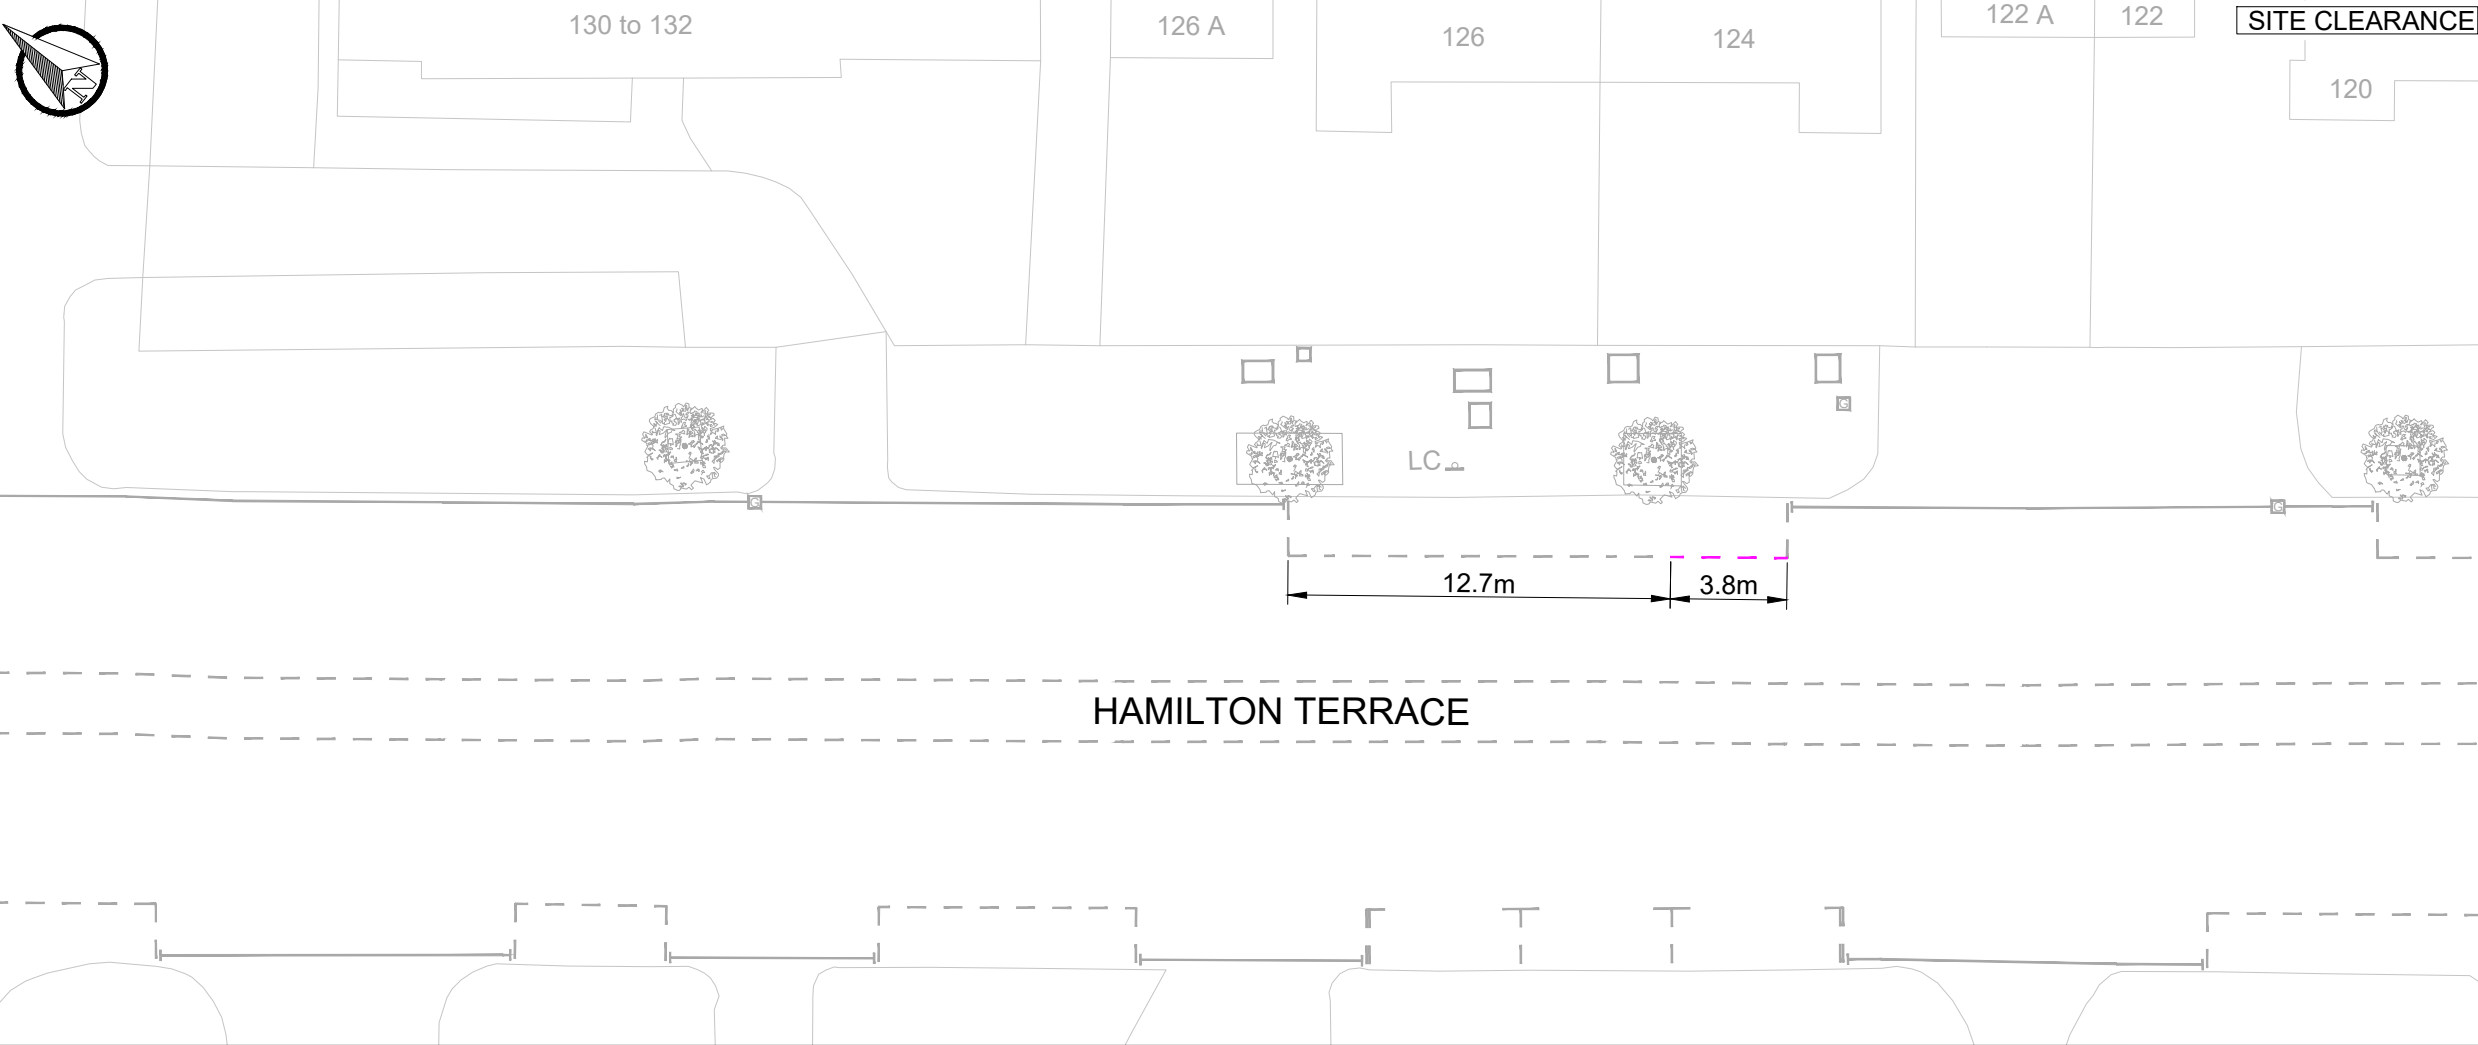 130 to 132
126 A
126
124
122 A
122
SITE CLEARANCE
N
120
G
LC
G
G
12.7m
3.8m
HAMILTON TERRACE